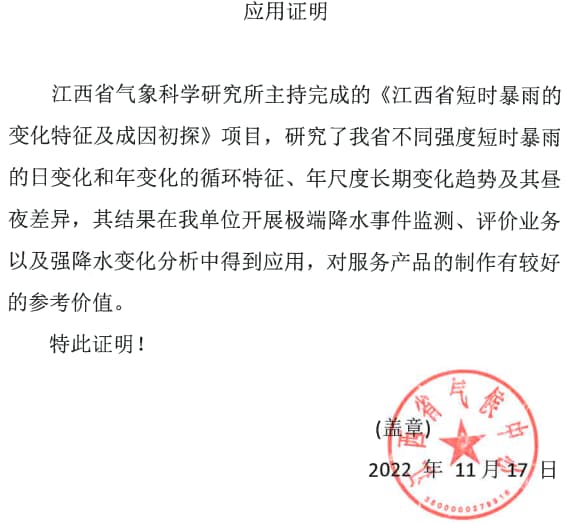 应用证明
江西省气象科学研究所主持完成的《江西省短时暴雨的
变化特征及成因初探》项目，研究了我省不同强度短时暴雨
的日变化和年变化的循环特征、年尺度长期变化趋势及其昼
夜差异，其结果在我单位开展极端降水事件监测、评价业务
以及强降水变化分析中得到应用，对服务产品的制作有较好
的参考价值。
特此证明！
江西省气候中心
(盖章)
2022 年 11月17 日